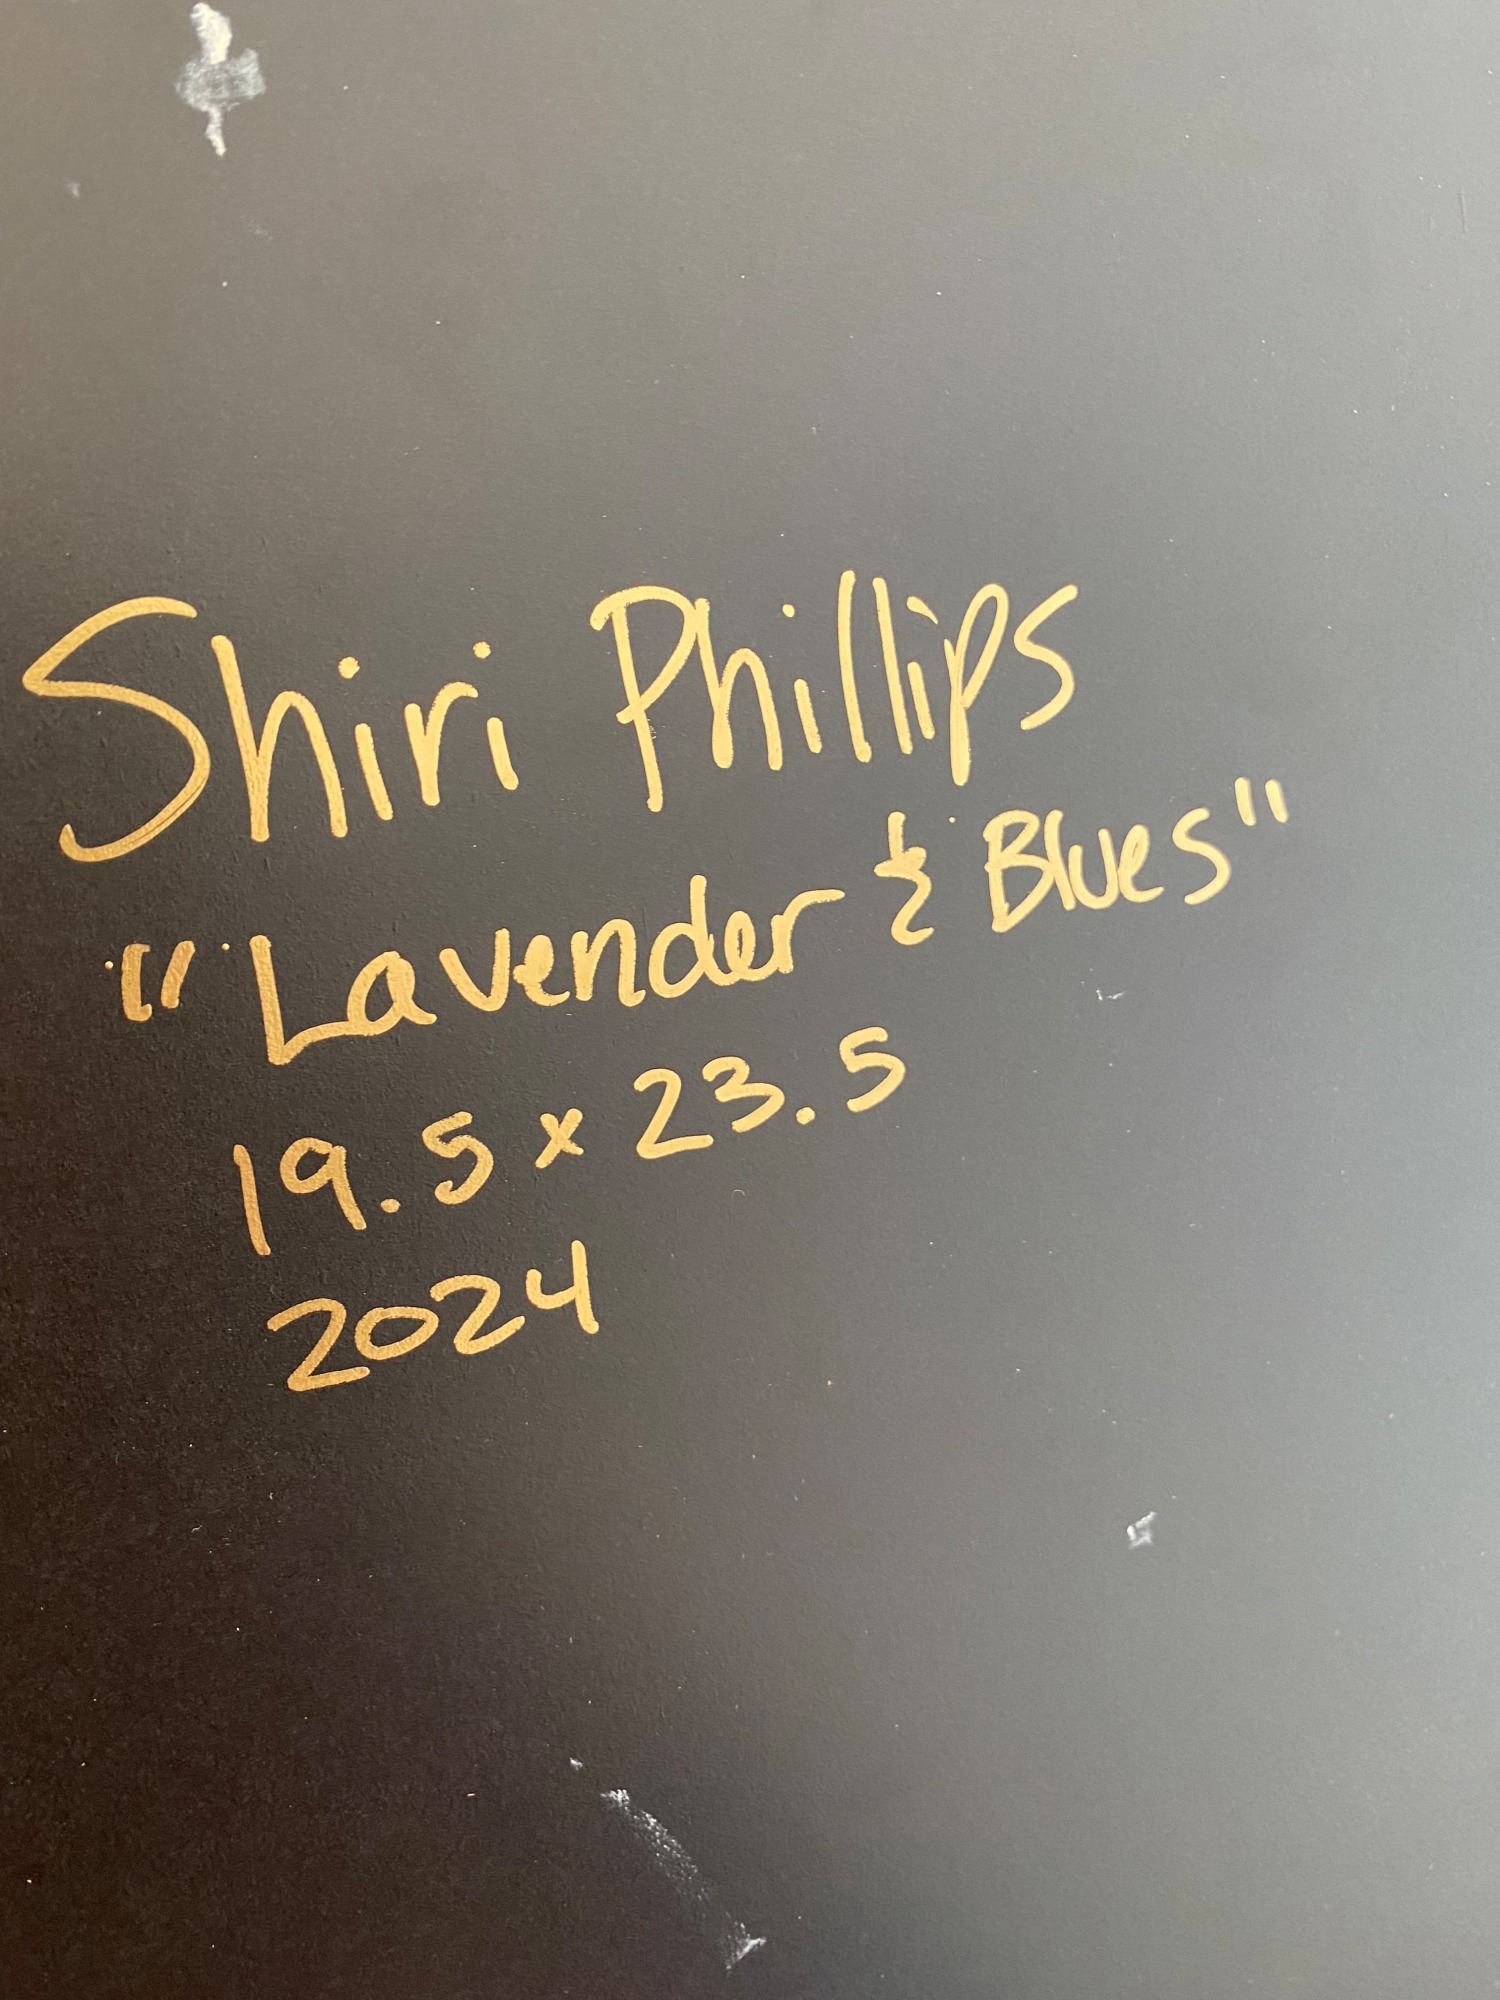 Shiri Phillips
"Lavender & Blues"
19.5 x 23.5
2024